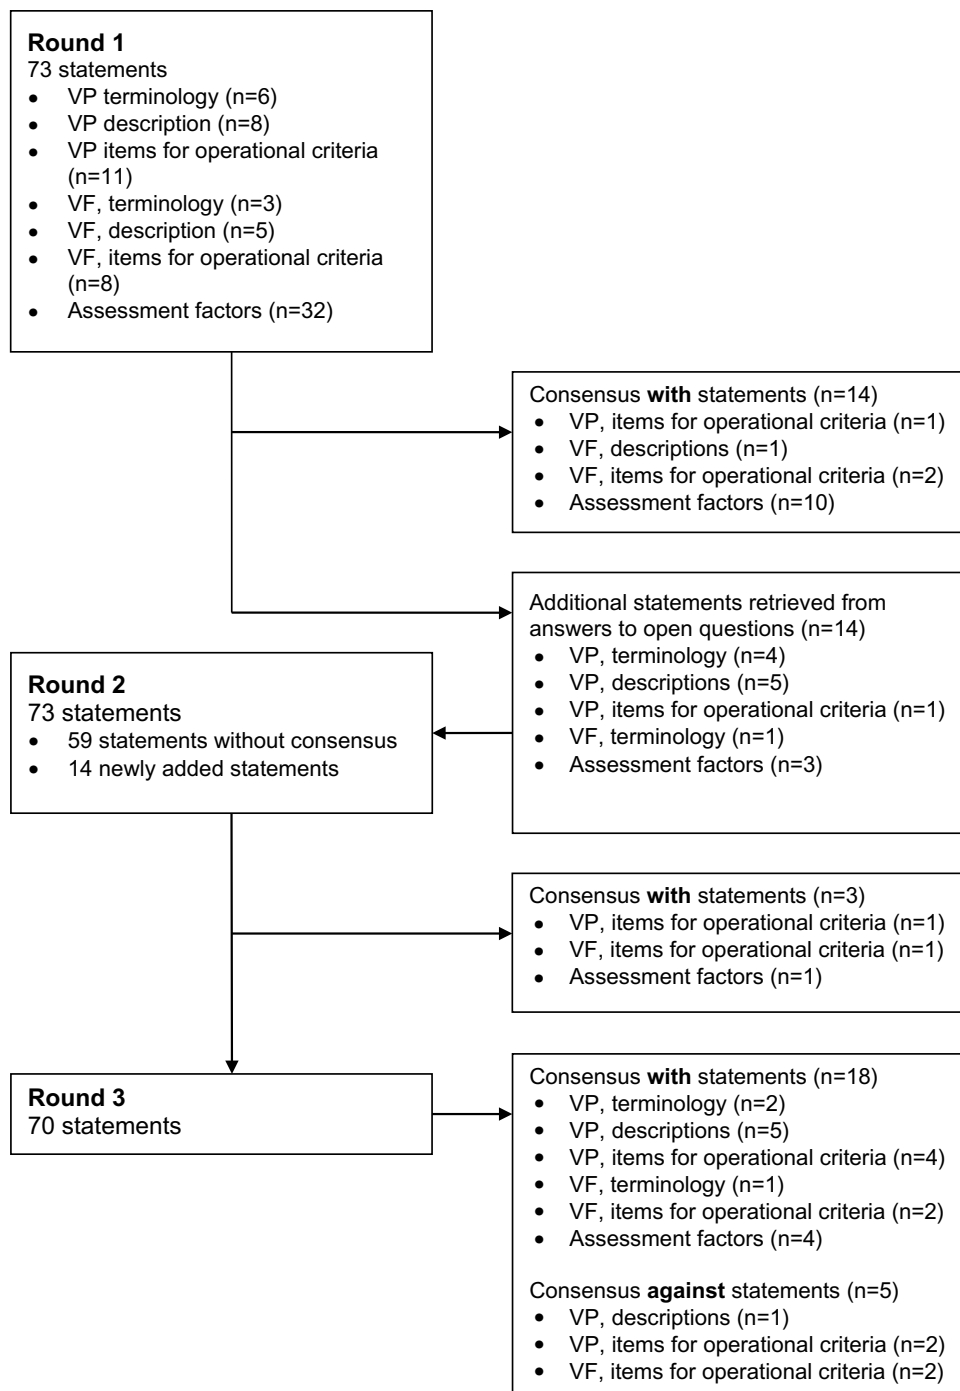 Round 1
73 statements
• VP terminology (n=6)
• VP description (n=8)
• VP items for operational criteria
(n=11)
• VF, terminology (n=3)
• VF, description (n=5)
• VF, items for operational criteria
(n=8)
• Assessment factors (n=32)
Consensus with statements (n=14)
• VP, items for operational criteria (n=1)
• VF, descriptions (n=1)
• VF, items for operational criteria (n=2)
• Assessment factors (n=10)
Additional statements retrieved from
answers to open questions (n=14)
• VP, terminology (n=4)
• VP, descriptions (n=5)
• VP, items for operational criteria (n=1)
• VF, terminology (n=1)
• Assessment factors (n=3)
Round 2
73 statements
• 59 statements without consensus
• 14 newly added statements
Consensus with statements (n=3)
• VP, items for operational criteria (n=1)
• VF, items for operational criteria (n=1)
• Assessment factors (n=1)
Round 3
70 statements
Consensus with statements (n=18)
• VP, terminology (n=2)
• VP, descriptions (n=5)
• VP, items for operational criteria (n=4)
• VF, terminology (n=1)
• VF, items for operational criteria (n=2)
• Assessment factors (n=4)
Consensus against statements (n=5)
• VP, descriptions (n=1)
• VP, items for operational criteria (n=2)
• VF, items for operational criteria (n=2)